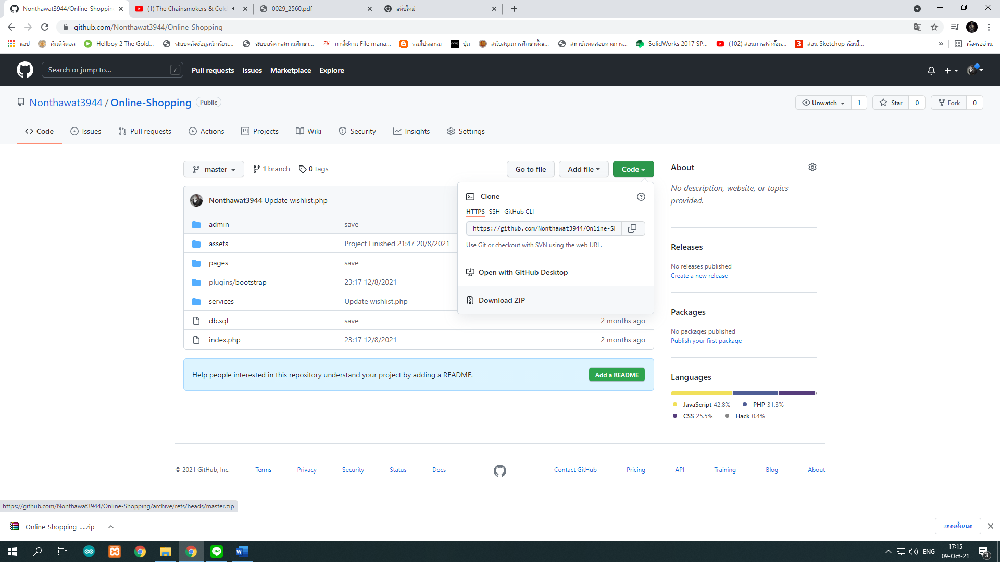 Nonthawat3944/Online-Shopping
(1) The Chainsmokers & Colc
0029_2560.pdf
แท็บใหม่
github.com/Nonthawat3944/Online-Shopping
แอป
เงินดิจิตอล
Hellboy 2 The Gold...
ระบบคลังข้อมูลนักเรียน...
ระบบบริหารสถานศึกษา...
การใช้งาน File mana...
รวมโปรแกรม
ปุ่ม
สนับสนุนการศึกษาตั้งแ...
สถาบันทดสอบทางการ...
SolidWorks 2017 SP...
(102) สอนการสร้างโม...
สอน Sketchup เรียนโ...
»
เรื่องรออ่าน
Search or jump to...
/
Pull requests
Issues
Marketplace
Explore
Nonthawat3944 / Online-Shopping
Public
Unwatch
1
Star
0
Fork
0
Code
Issues
Pull requests
Actions
Projects
Wiki
Security
Insights
Settings
master
1 branch
0 tags
Go to file
Add file
Code
About
No description, website, or topics
provided.
Nonthawat3944 Update wishlist.php
Clone
HTTPS SSH GitHub CLI
https://github.com/Nonthawat3944/Online-Sh
Use Git or checkout with SVN using the web URL.
Open with GitHub Desktop
Download ZIP
admin
save
assets
Project Finished 21:47 20/8/2021
pages
save
plugins/bootstrap
23:17 12/8/2021
services
Update wishlist.php
db.sql
save
2 months ago
index.php
23:17 12/8/2021
2 months ago
Releases
No releases published
Create a new release
Packages
No packages published
Publish your first package
Help people interested in this repository understand your project by adding a README.
Add a README
Languages
JavaScript 42.8%
PHP 31.3%
CSS 25.5%
Hack 0.4%
© 2021 GitHub, Inc.
Terms
Privacy
Security
Status
Docs
Contact GitHub
Pricing
API
Training
Blog
About
https://github.com/Nonthawat3944/Online-Shopping/archive/refs/heads/master.zip
Online-Shopping-....zip
แสดงทั้งหมด
ENG
17:15
09-Oct-21
3